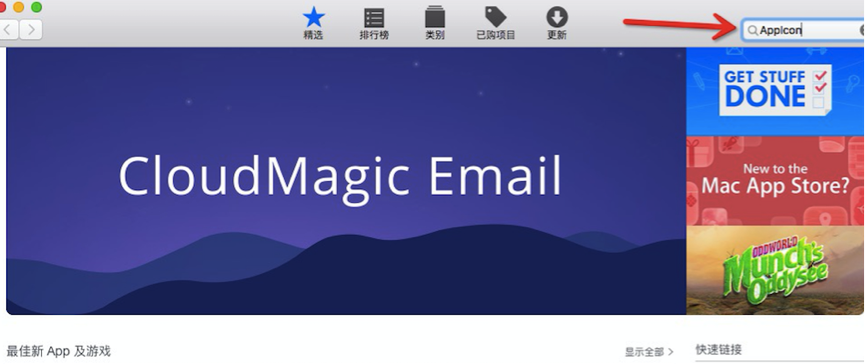 精选
排行榜
类别
已购项目
更新
AppIcon
CloudMagic Email
GET STUFF
DONE
New to the
Mac App Store?
ODDWORLD
Munch's
Oddysee
最佳新 App 及游戏
显示全部 >
快速链接